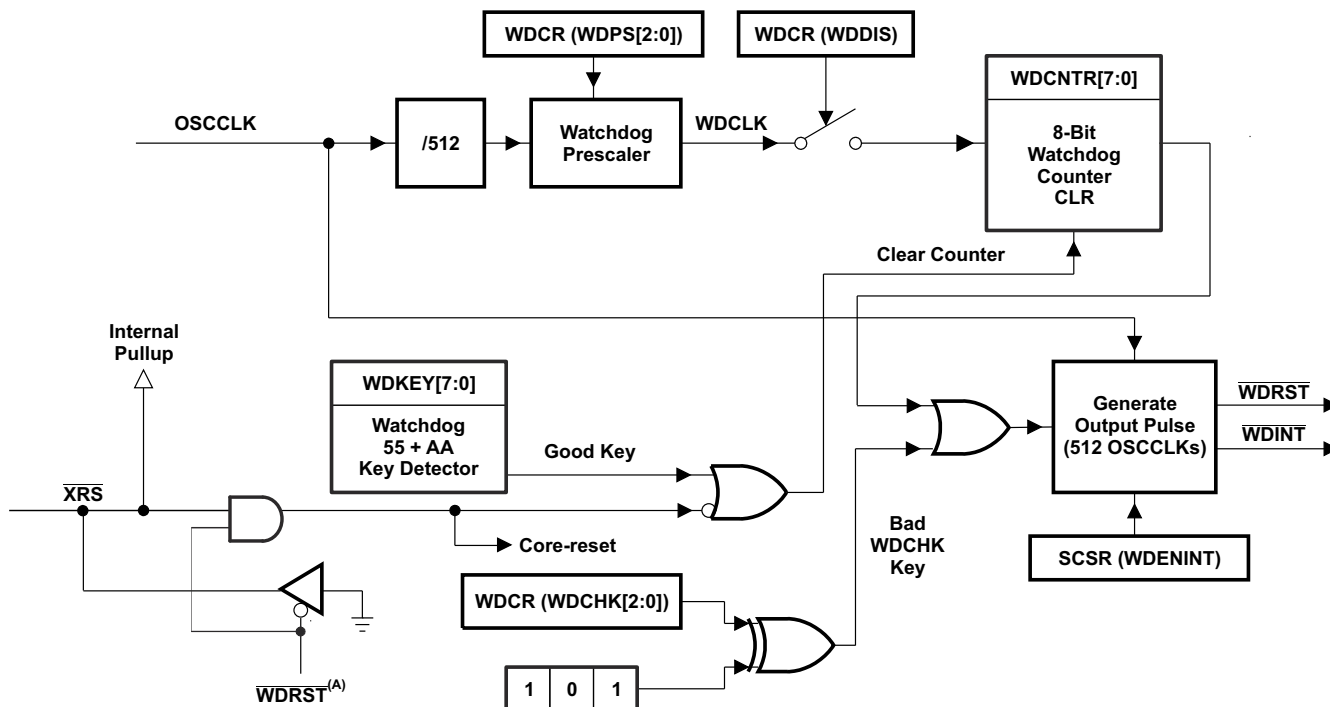 WDCR (WDPS[2:0])
WDCR (WDDIS)
WDCNTR[7:0]
OSCCLK
/512
Watchdog
Prescaler
WDCLK
8-Bit
Watchdog
Counter
CLR
Clear Counter
Internal
Pullup
WDKEY[7:0]
Watchdog
55 + AA
Key Detector
Good Key
Generate
Output Pulse
(512 OSCCLKs)
WDRST
WDINT
XRS
Core-reset
Bad
WDCHK
Key
SCSR (WDENINT)
WDCR (WDCHK[2:0])
WDRST(A)
1 0 1